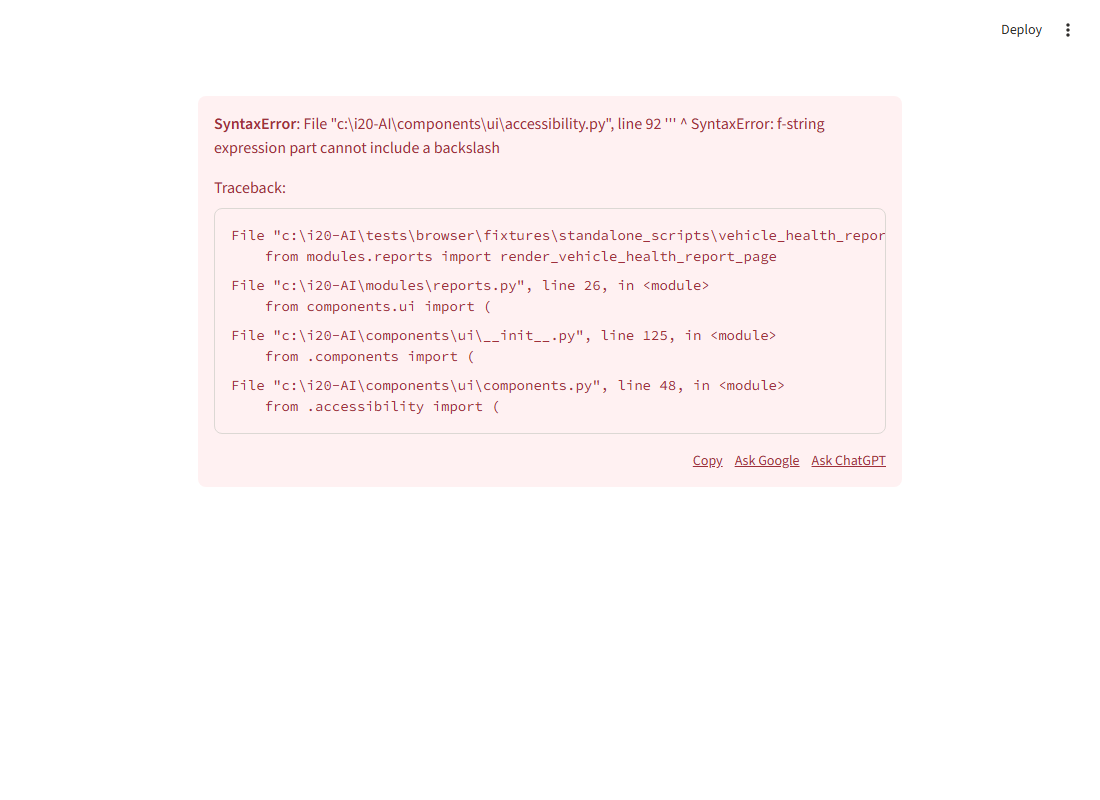 Deploy
SyntaxError: File "c:\i20-AI\components\ui\accessibility.py", line 92 ''' ^ SyntaxError: f-string
expression part cannot include a backslash
Traceback:
File "c:\i20-AI\tests\browser\fixtures\standalone_scripts\vehicle_health_repor
    from modules.reports import render_vehicle_health_report_page
File "c:\i20-AI\modules\reports.py", line 26, in <module>
    from components.ui import (
File "c:\i20-AI\components\ui\__init__.py", line 125, in <module>
    from .components import (
File "c:\i20-AI\components\ui\components.py", line 48, in <module>
    from .accessibility import (
Copy Ask Google Ask ChatGPT